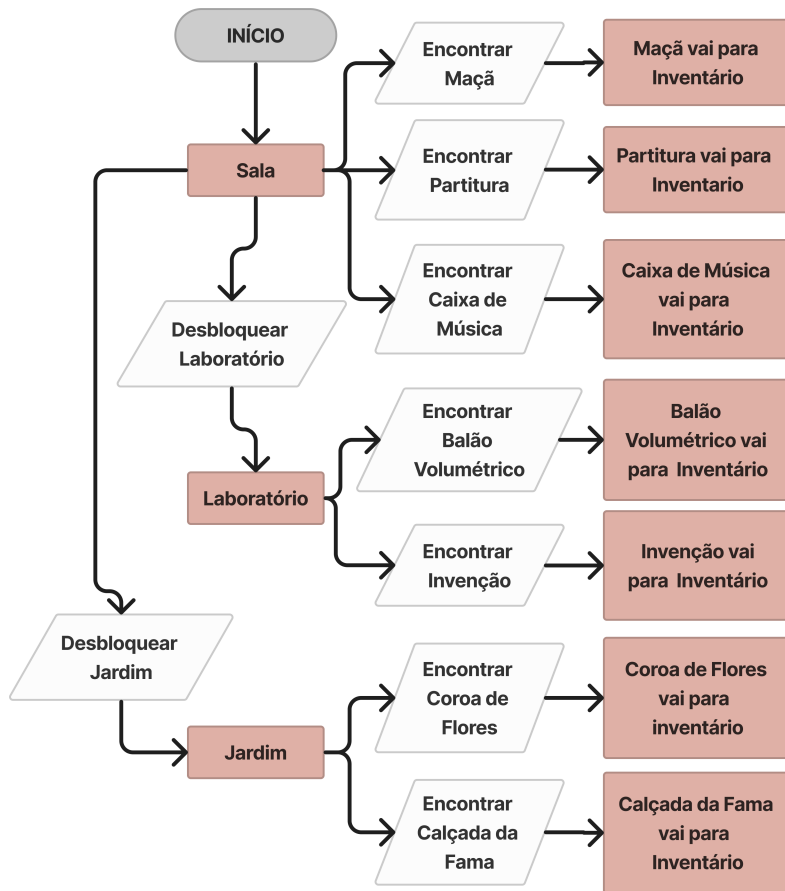 INÍCIO
Encontrar
Maçã
Maçã vai para
Inventário
Sala
Encontrar
Partitura
Partitura vai para
Inventario
Encontrar
Caixa de
Música
Caixa de Música
vai para
Inventário
Desbloquear
Laboratório
Laboratório
Encontrar
Balão
Volumétrico
Balão
Volumétrico vai
para Inventário
Encontrar
Invenção
Invenção vai
para Inventário
Desbloquear
Jardim
Jardim
Encontrar
Coroa de
Flores
Coroa de Flores
vai para
inventário
Encontrar
Calçada da
Fama
Calçada da Fama
vai para
Inventário